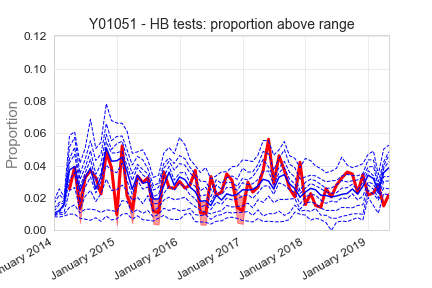 Y01051 - HB tests: proportion above range
Proportion
0.12
0.10
0.08
0.06
0.04
0.02
0.00
January 2015
January 2016
January 2017
January 2018
January 2019